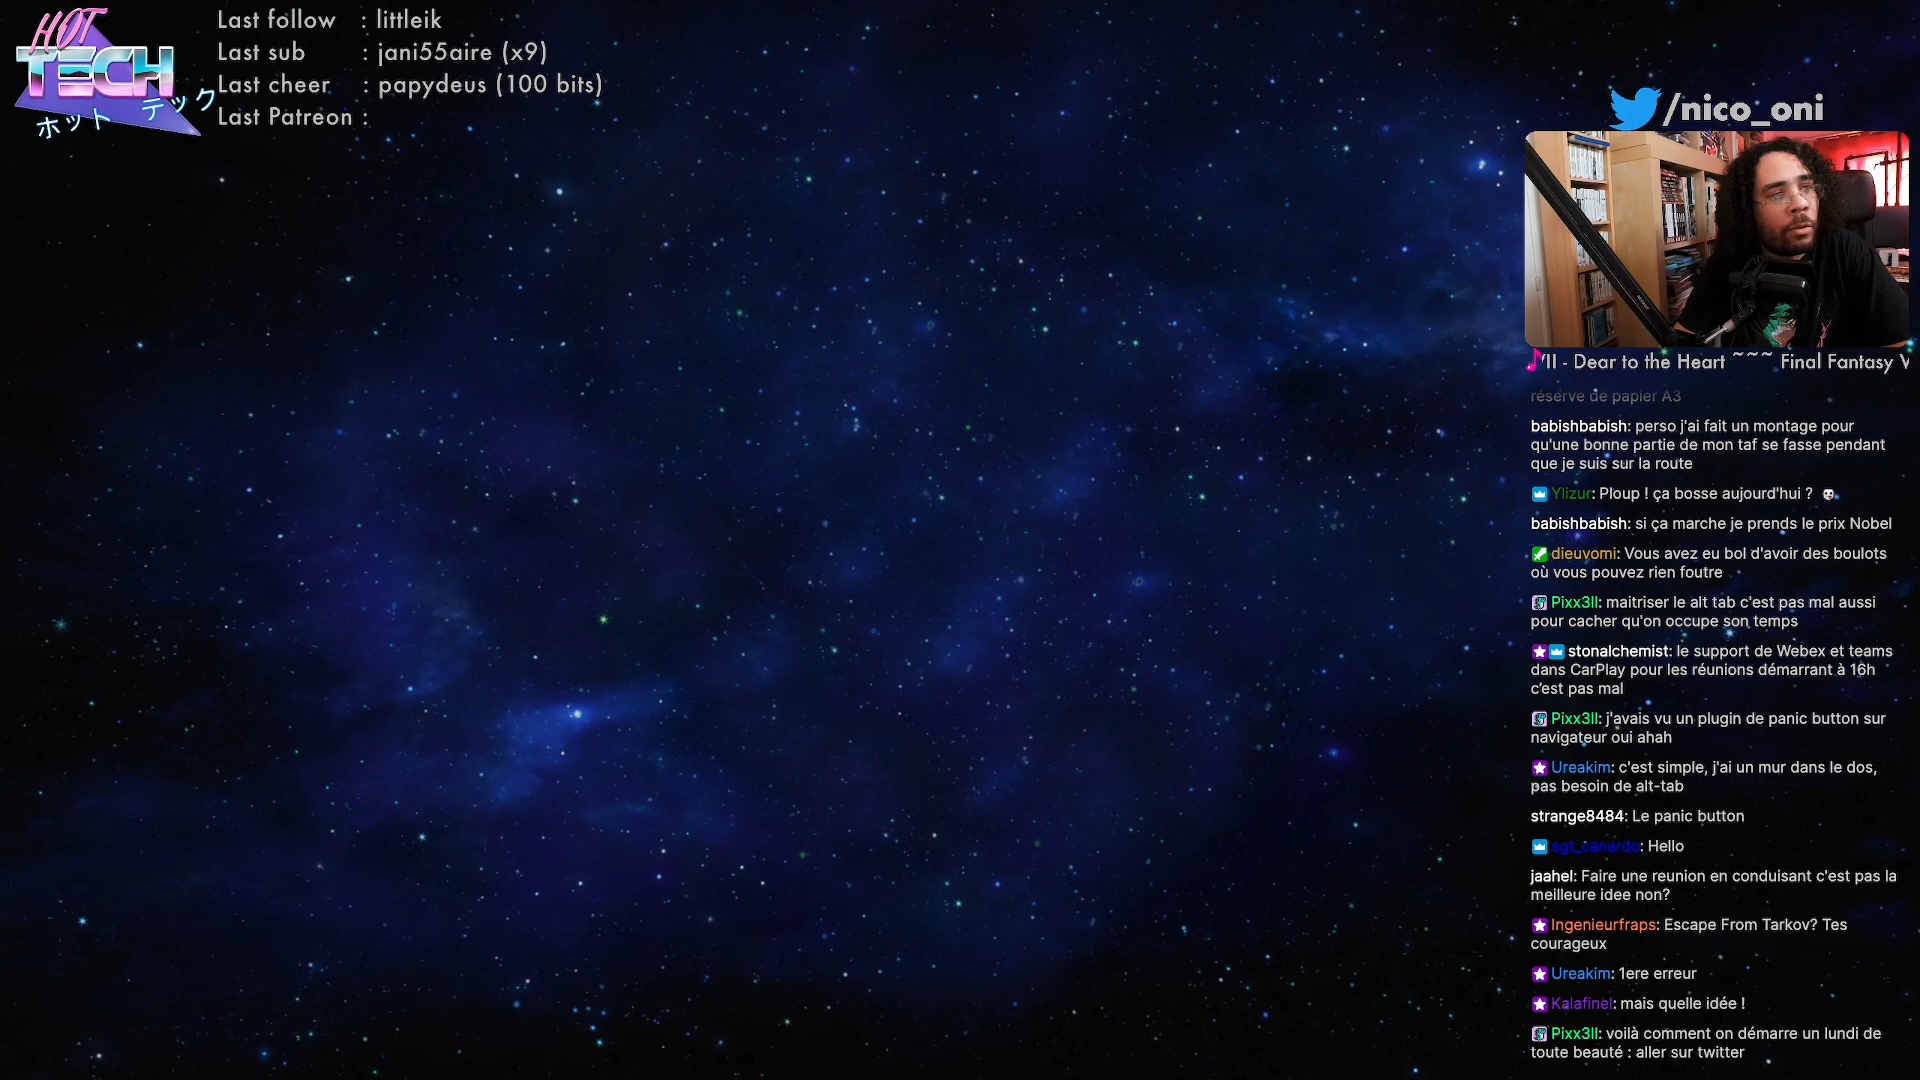 HOT
TECH
ホット テック
Last follow : littleik
Last sub : jani55aire (x9)
Last cheer : papydeus (100 bits)
Last Patreon :
/nico_oni
VII - Dear to the Heart ~~~ Final Fantasy V
réserve de papier A3
babishbabish: perso j'ai fait un montage pour
qu'une bonne partie de mon taf se fasse pendant
que je suis sur la route
Ylizur: Ploup ! ça bosse aujourd'hui ?
babishbabish: si ça marche je prends le prix Nobel
dieuvomi: Vous avez eu bol d'avoir des boulots
où vous pouvez rien foutre
Pixx3ll: maitriser le alt tab c'est pas mal aussi
pour cacher qu'on occupe son temps
stonalchemist: le support de Webex et teams
dans CarPlay pour les réunions démarrant à 16h
c'est pas mal
Pixx3ll: j'avais vu un plugin de panic button sur
navigateur oui ahah
Ureakim: c'est simple, j'ai un mur dans le dos,
pas besoin de alt-tab
strange8484: Le panic button
sgt_canardo: Hello
jaahel: Faire une reunion en conduisant c'est pas la
meilleure idee non?
Ingenieurfraps: Escape From Tarkov? Tes
courageux
Ureakim: 1ere erreur
Kalafinel: mais quelle idée !
Pixx3ll: voilà comment on démarre un lundi de
toute beauté : aller sur twitter